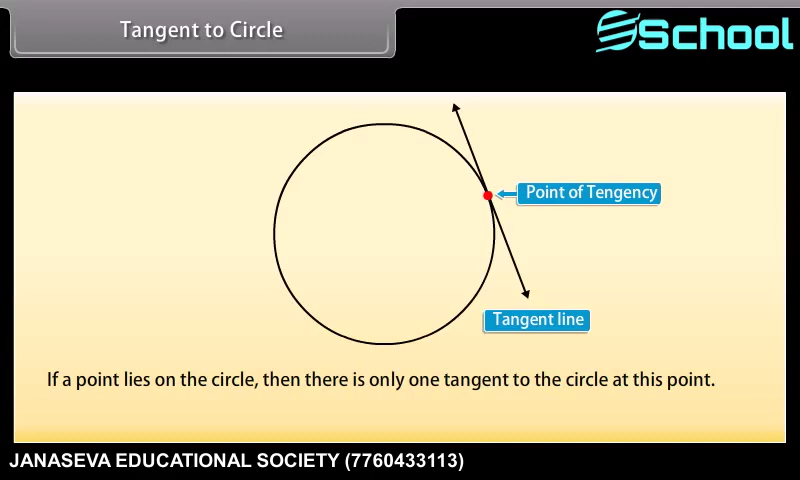 Tangent to Circle
School
Point of Tengency
Tangent line
If a point lies on the circle, then there is only one tangent to the circle at this point.
JANASEVA EDUCATIONAL SOCIETY (7760433113)